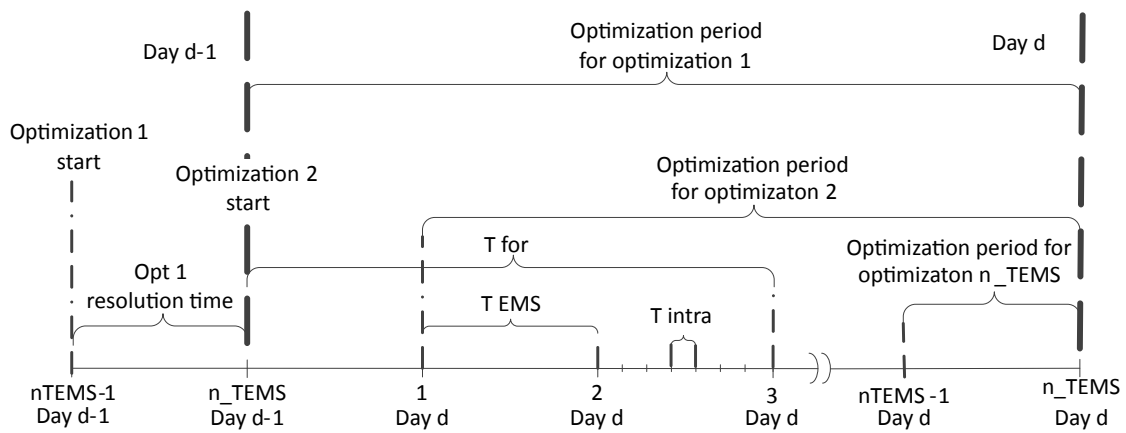 Day d-1
Optimization period
for optimization 1
Day d
Optimization 1
start
Optimization 2
start
Optimization period
for optimizaton 2
T for
Optimization period for
optimizaton n_TEMS
Opt 1
resolution time
T EMS
T intra
nTEMS-1
Day d-1
n_TEMS
Day d-1
1
Day d
2
Day d
3
Day d
nTEMS -1
Day d
n_TEMS
Day d